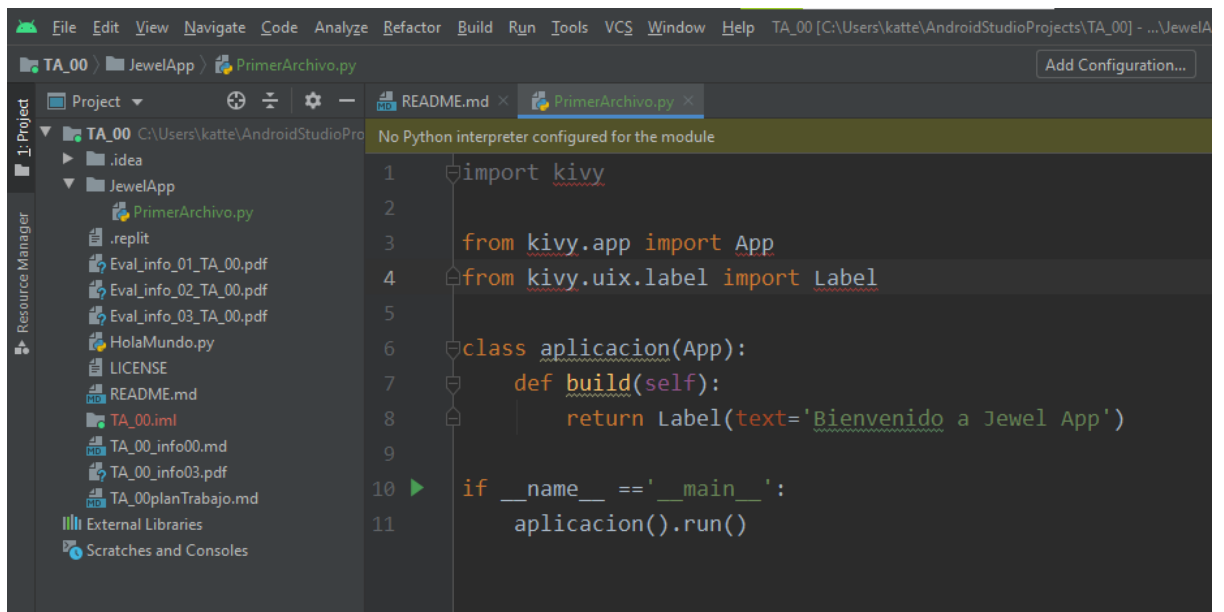 File Edit View Navigate Code Analyze Refactor Build Run Tools VCS Window Help TA_00 [C:\Users\katte\AndroidStudioProjects\TA_00] - ...\JewelA
TA_00 JewelApp PrimerArchivo.py Add Configuration...
1: Project
Resource Manager
Project
TA_00 C:\Users\katte\AndroidStudioPro
.idea
JewelApp
PrimerArchivo.py
.replit
Eval_info_01_TA_00.pdf
Eval_info_02_TA_00.pdf
Eval_info_03_TA_00.pdf
HolaMundo.py
LICENSE
README.md
TA_00.iml
TA_00_info00.md
TA_00_info03.pdf
TA_00planTrabajo.md
External Libraries
Scratches and Consoles
README.md PrimerArchivo.py
No Python interpreter configured for the module
1 import kivy
2
3 from kivy.app import App
4 from kivy.uix.label import Label
5
6 class aplicacion(App):
7 def build(self):
8 return Label(text='Bienvenido a Jewel App')
9
10 if __name__ =='__main__':
11 aplicacion().run()